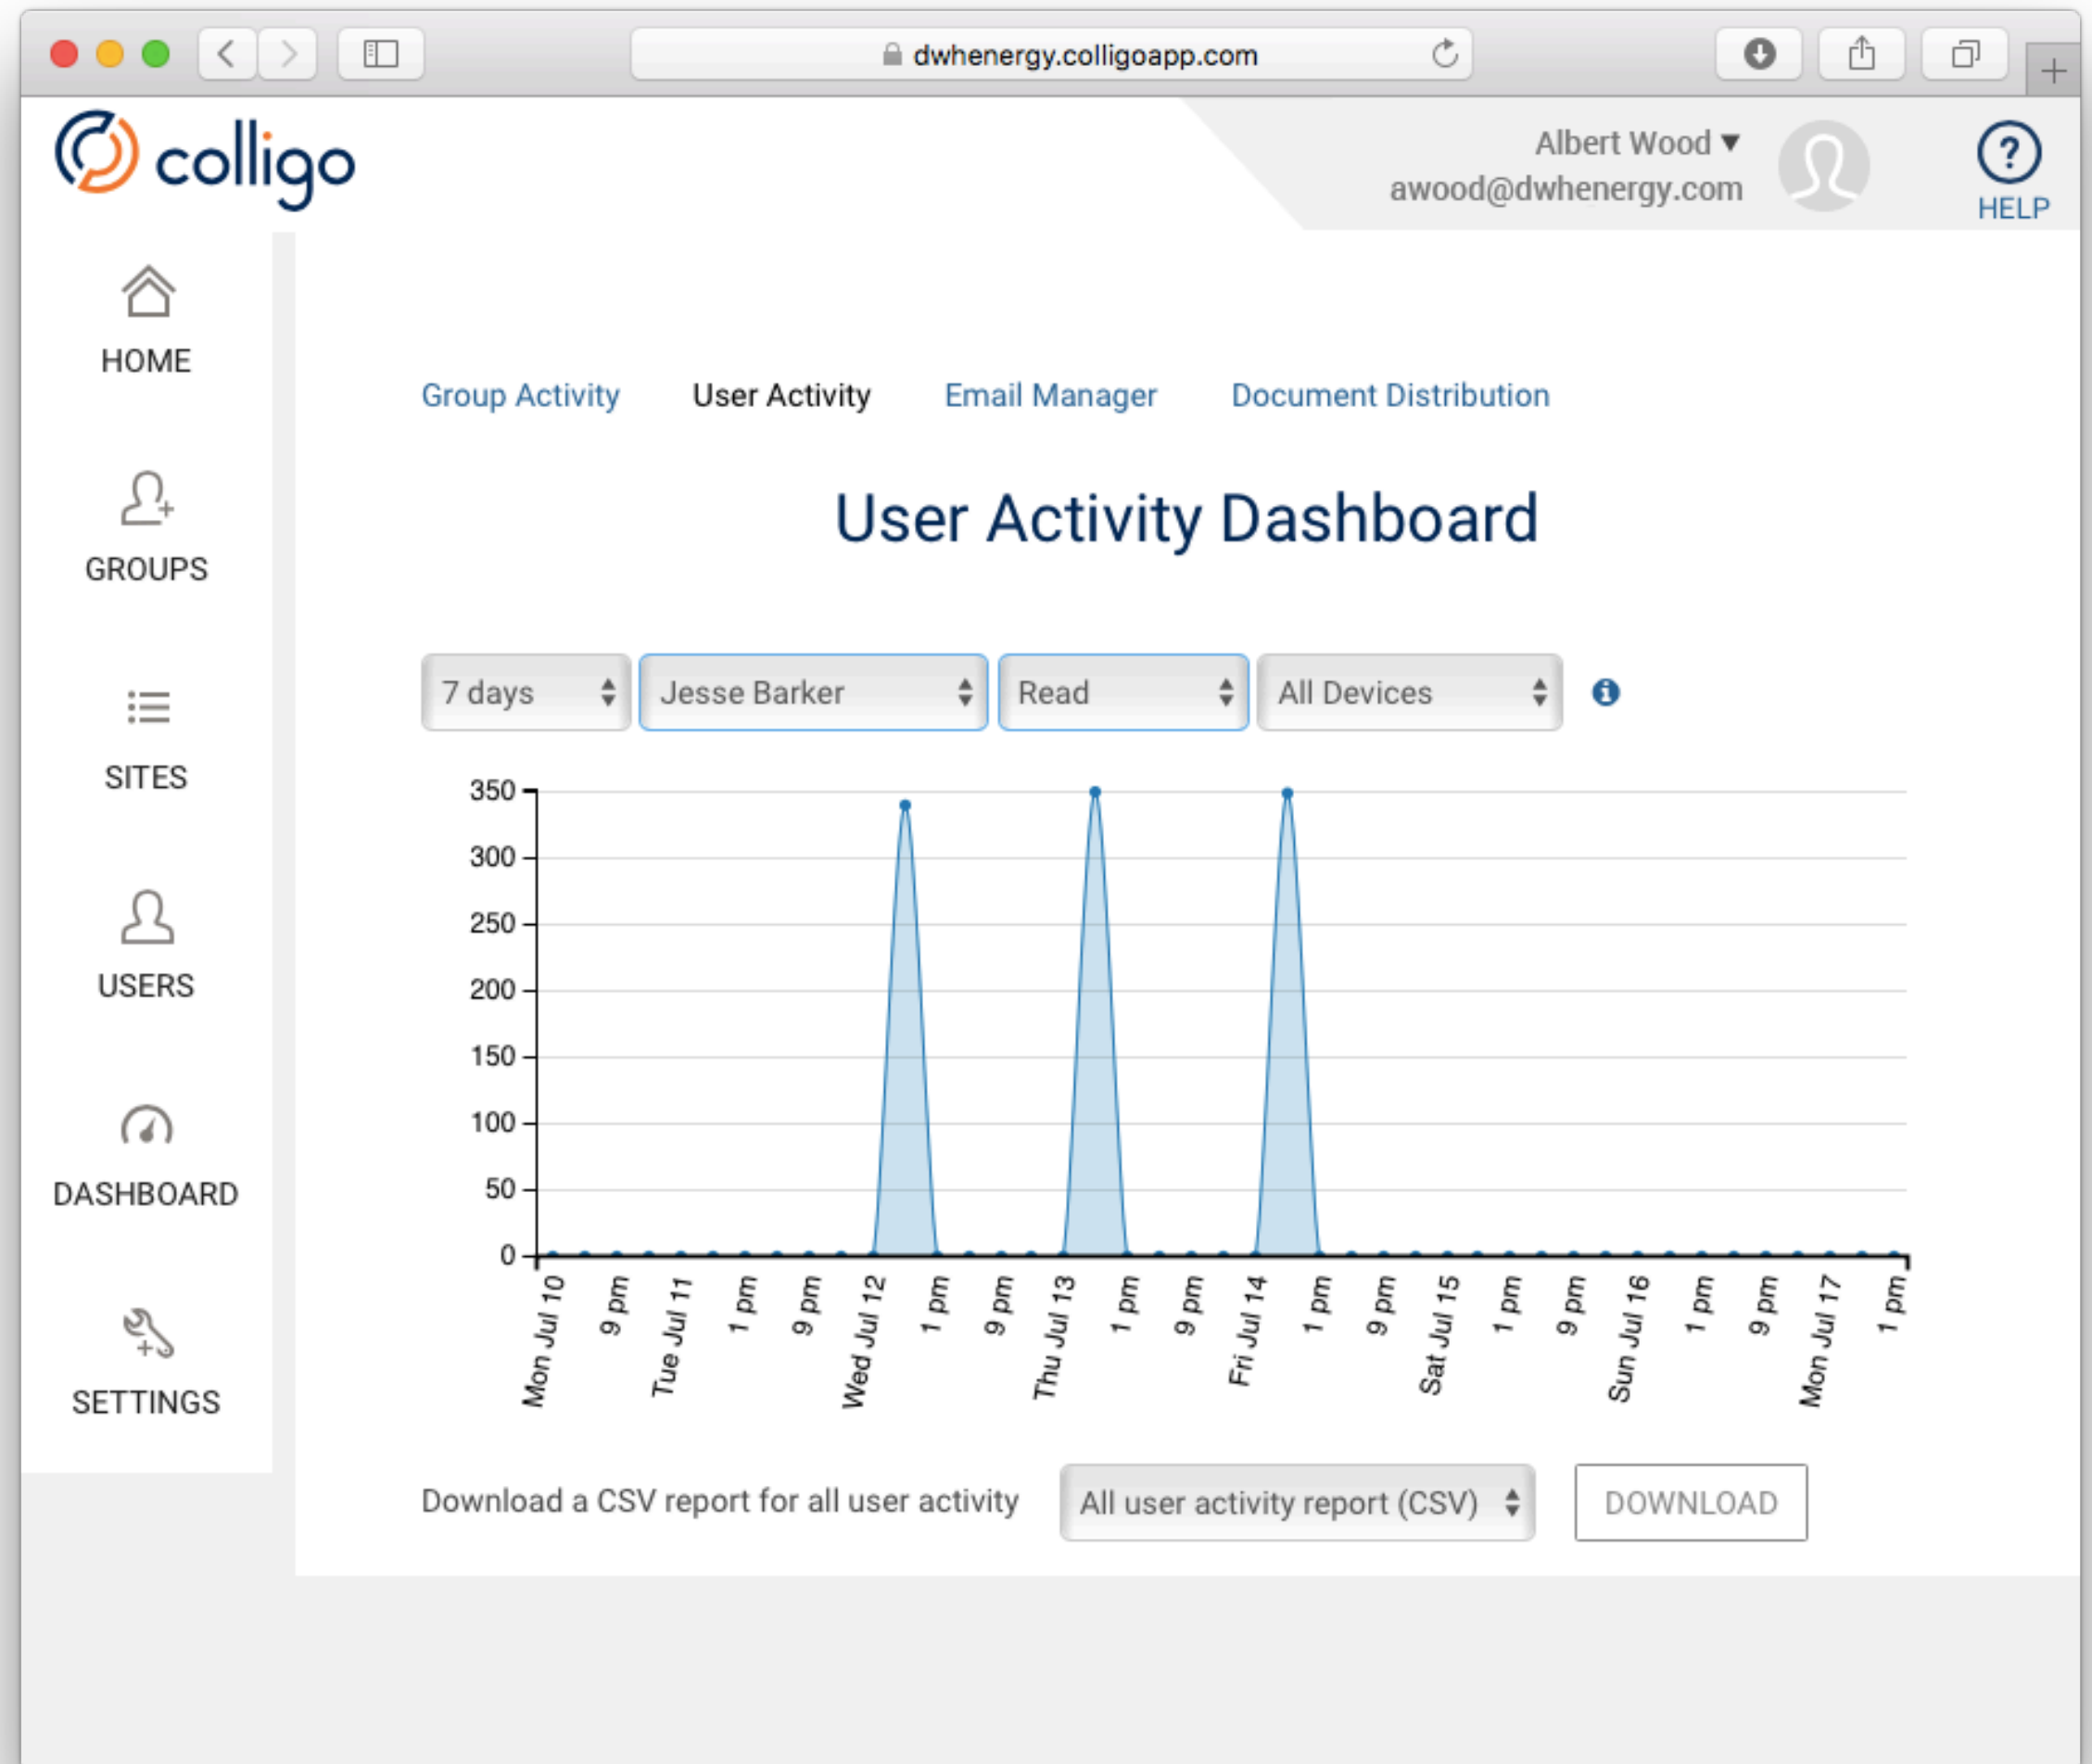 dwhenergy.colligoapp.com
colligo
Albert Wood ▼
awood@dwhenergy.com
?
HELP
HOME
GROUPS
SITES
USERS
DASHBOARD
SETTINGS
Group Activity User Activity Email Manager Document Distribution
User Activity Dashboard
7 days Jesse Barker Read All Devices i
350
300
250
200
150
100
50
0
Mon Jul 10 9 pm Tue Jul 11 1 pm 9 pm Wed Jul 12 1 pm 9 pm Thu Jul 13 1 pm 9 pm Fri Jul 14 1 pm 9 pm Sat Jul 15 1 pm 9 pm Sun Jul 16 1 pm 9 pm Mon Jul 17 1 pm
Download a CSV report for all user activity All user activity report (CSV) DOWNLOAD